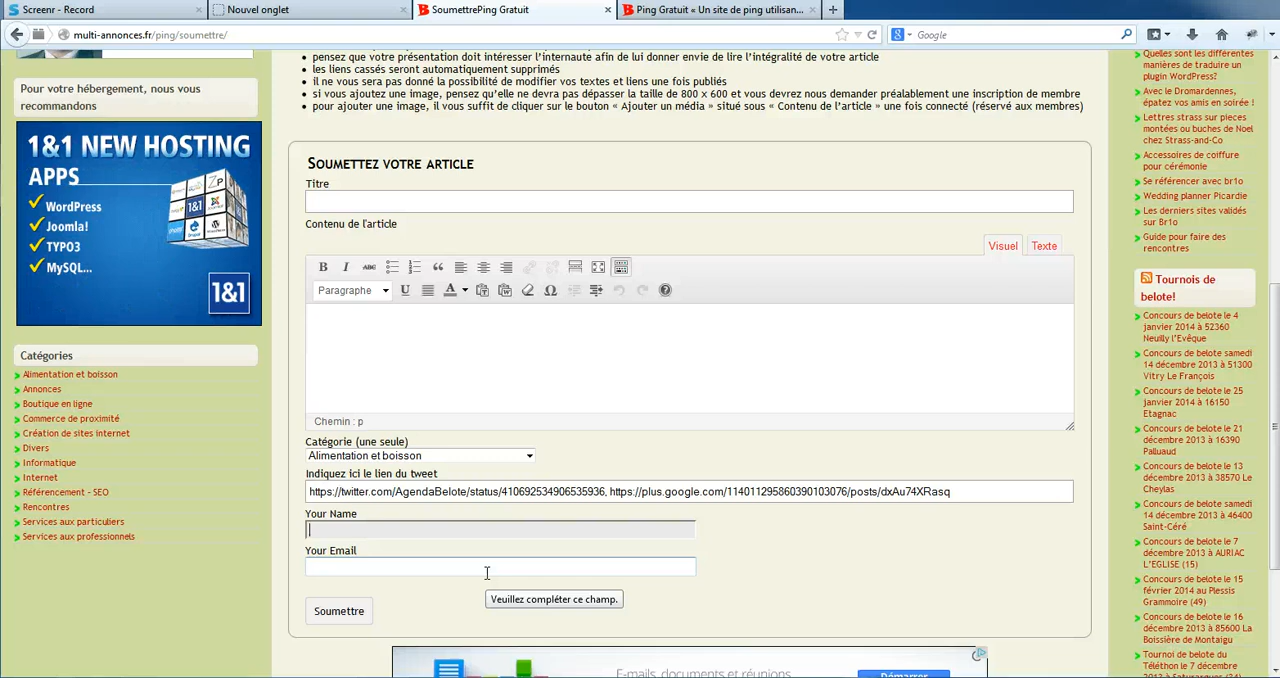 Screenr - Record
Nouvel onglet
SoumettrePing Gratuit
Ping Gratuit « Un site de ping utilisan...
multi-annonces.fr/ping/soumettre/
Google
pensez que votre présentation doit intéresser l'internaute afin de lui donner envie de lire l'intégralité de votre article
les liens cassés seront automatiquement supprimés
il ne vous sera pas donné la possibilité de modifier vos textes et liens une fois publiés
si vous ajoutez une image, pensez qu'elle ne devra pas dépasser la taille de 800 x 600 et vous devrez nous demander préalablement une inscription de membre
pour ajouter une image, il vous suffit de cliquer sur le bouton « Ajouter un média » situé sous « Contenu de l'article » une fois connecté (réservé aux membres)
Pour votre hébergement, nous vous
recommandons
1&1 NEW HOSTING
APPS
WordPress
Joomla!
TYPO3
MySQL...
1&1
1&1
Catégories
Alimentation et boisson
Annonces
Boutique en ligne
Commerce de proximité
Création de sites internet
Divers
Informatique
Internet
Référencement - SEO
Rencontres
Services aux particuliers
Services aux professionnels
Soumettez votre article
Titre
Contenu de l'article
Visuel
Texte
B I ABC
Paragraphe
U A
Chemin : p
Catégorie (une seule)
Alimentation et boisson
Indiquez ici le lien du tweet
https://twitter.com/AgendaBelote/status/410692534906535936, https://plus.google.com/114011295860390103076/posts/dxAu74XRasq
Your Name
Your Email
Veuillez compléter ce champ.
Soumettre
E-mails, documents et réunions
Démarrer
Quelles sont les différentes
manières de traduire un
plugin WordPress?
Avec le Dromardennes,
épatez vos amis en soirée !
Lettres strass sur pieces
montées ou buches de Noel
chez Strass-and-Co
Accessoires de coiffure
pour cérémonie
Se référencer avec br1o
Wedding planner Picardie
Les derniers sites validés
sur Br1o
Guide pour faire des
rencontres
Tournois de
belote!
Concours de belote le 4
janvier 2014 à 52360
Neuilly l'Evêque
Concours de belote samedi
14 décembre 2013 à 51300
Vitry Le François
Concours de belote le 25
janvier 2014 à 16150
Etagnac
Concours de belote le 21
décembre 2013 à 16390
Palluaud
Concours de belote le 13
décembre 2013 à 38570 Le
Cheylas
Concours de belote samedi
14 décembre 2013 à 46400
Saint-Céré
Concours de belote le 7
décembre 2013 à AURIAC
L'EGLISE (15)
Concours de belote le 15
février 2014 au Plessis
Grammoire (49)
Concours de belote le 16
décembre 2013 à 85600 La
Boissière de Montaigu
Tournoi de belote du
Téléthon le 7 décembre